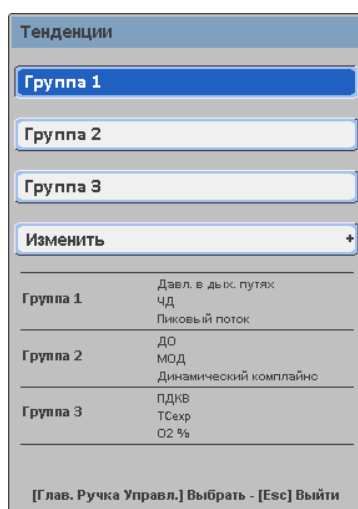 Тенденции
Группа 1
Группа 2
Группа 3
Изменить +
Группа 1
Давл. в дых. путях
ЧД
Пиковый поток
Группа 2
ДО
МОД
Динамический комплайнс
Группа 3
ПДКВ
TCexp
O2 %
[Глав. Ручка Управл.] Выбрать - [Esc] Выйти